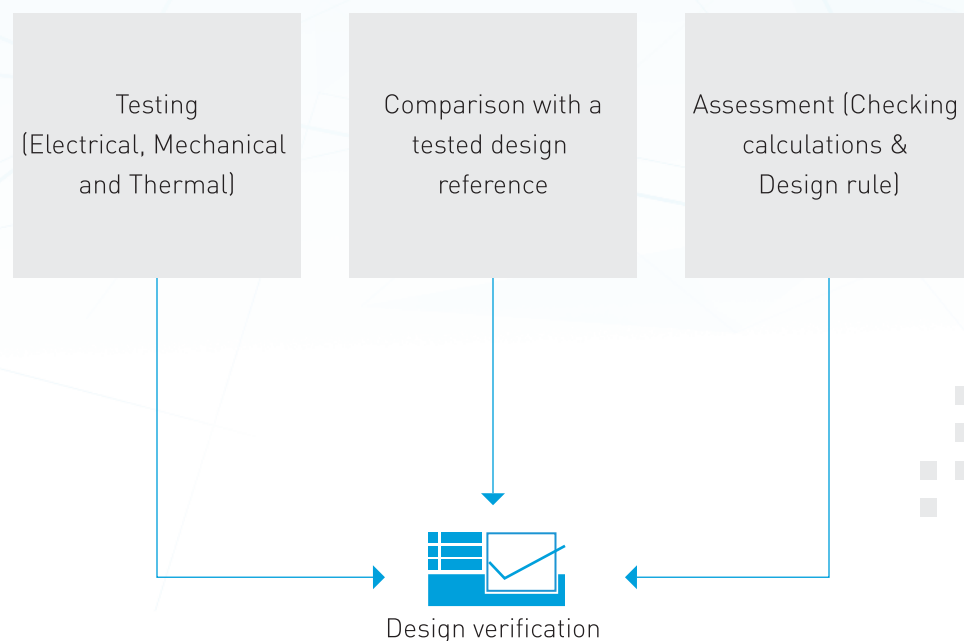 Testing
(Electrical, Mechanical
and Thermal)
Comparison with a
tested design
reference
Assessment (Checking
calculations &
Design rule)
Design verification